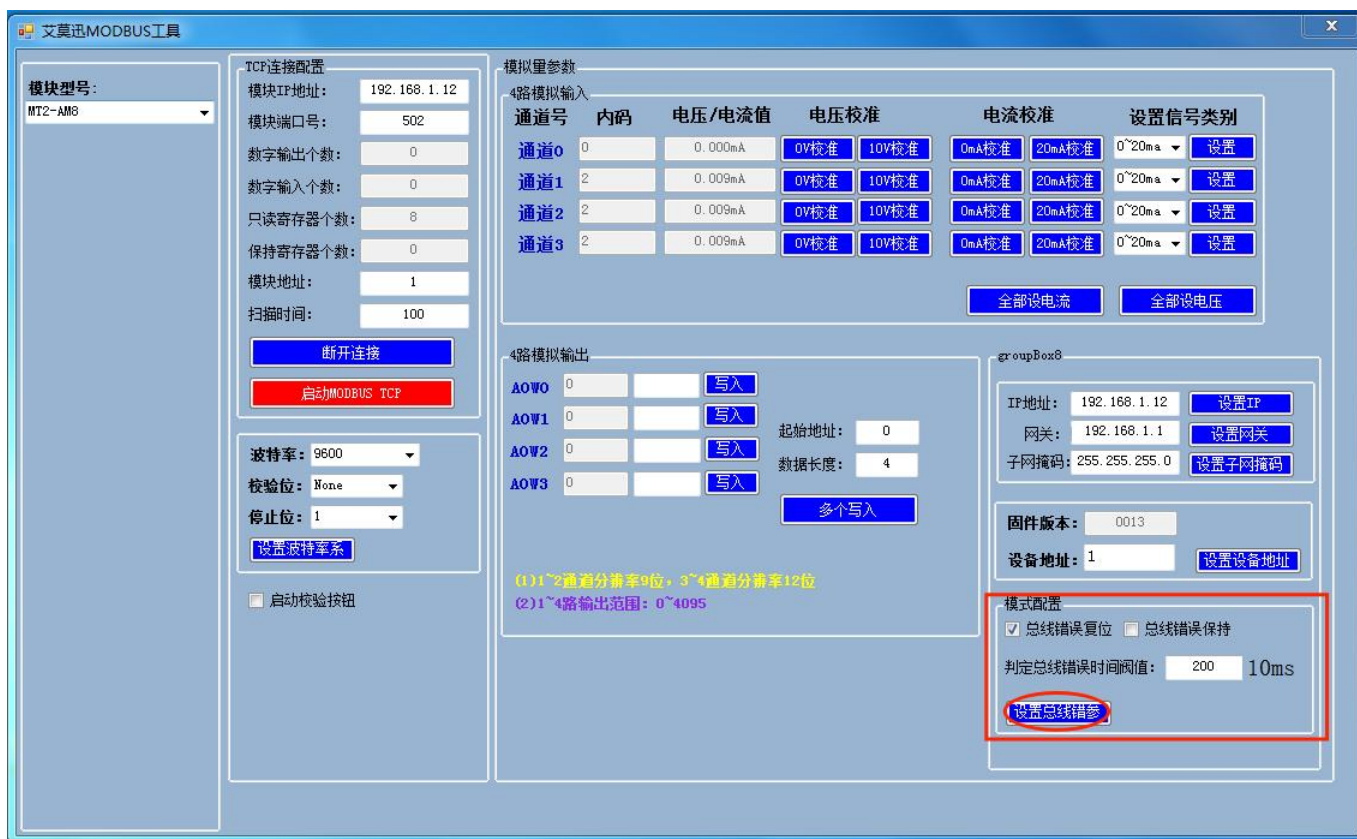 艾莫迅MODBUS工具
X
模块型号:
MT2-AM8
TCP连接配置
模块IP地址: 192.168.1.12
模块端口号: 502
数字输出个数: 0
数字输入个数: 0
只读寄存器个数: 8
保持寄存器个数: 0
模块地址: 1
扫描时间: 100
断开连接
启动MODBUS TCP
波特率: 9600
校验位: None
停止位: 1
设置波特率系
启动校验按钮
模拟量参数
4路模拟输入
通道号 内码 电压/电流值 电压校准 电流校准 设置信号类别
通道0 0 0.000mA 0V校准 10V校准 0mA校准 20mA校准 0~20ma 设置
通道1 2 0.009mA 0V校准 10V校准 0mA校准 20mA校准 0~20ma 设置
通道2 2 0.009mA 0V校准 10V校准 0mA校准 20mA校准 0~20ma 设置
通道3 2 0.009mA 0V校准 10V校准 0mA校准 20mA校准 0~20ma 设置
全部设电流 全部设电压
4路模拟输出
AOW0 0 写入
AOW1 0 写入
AOW2 0 写入
AOW3 0 写入
起始地址: 0
数据长度: 4
多个写入
(1)1~2通道分辨率9位，3~4通道分辨率12位
(2)1~4路输出范围: 0~4095
groupBox8
IP地址: 192.168.1.12 设置IP
网关: 192.168.1.1 设置网关
子网掩码: 255.255.255.0 设置子网掩码
固件版本: 0013
设备地址: 1 设置设备地址
模式配置
总线错误复位 总线错误保持
判定总线错误时间阀值: 200 10ms
设置总线错参